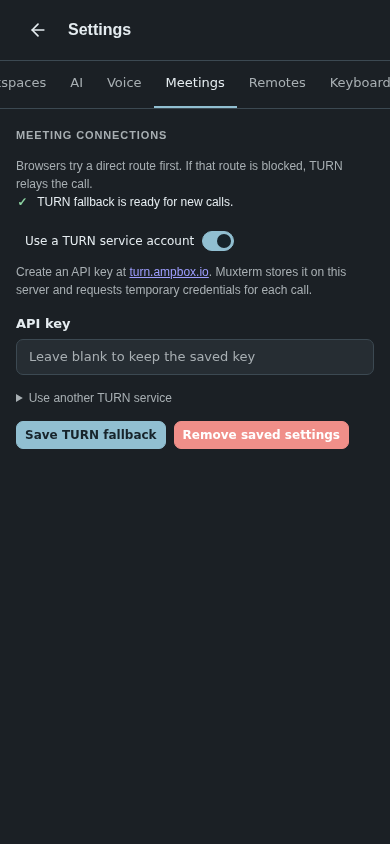 Settings
spaces AI Voice Meetings Remotes Keyboard
MEETING CONNECTIONS
Browsers try a direct route first. If that route is blocked, TURN
relays the call.
✓ TURN fallback is ready for new calls.
Use a TURN service account
Create an API key at turn.ampbox.io. Muxterm stores it on this
server and requests temporary credentials for each call.
API key
Leave blank to keep the saved key
Use another TURN service
Save TURN fallback Remove saved settings